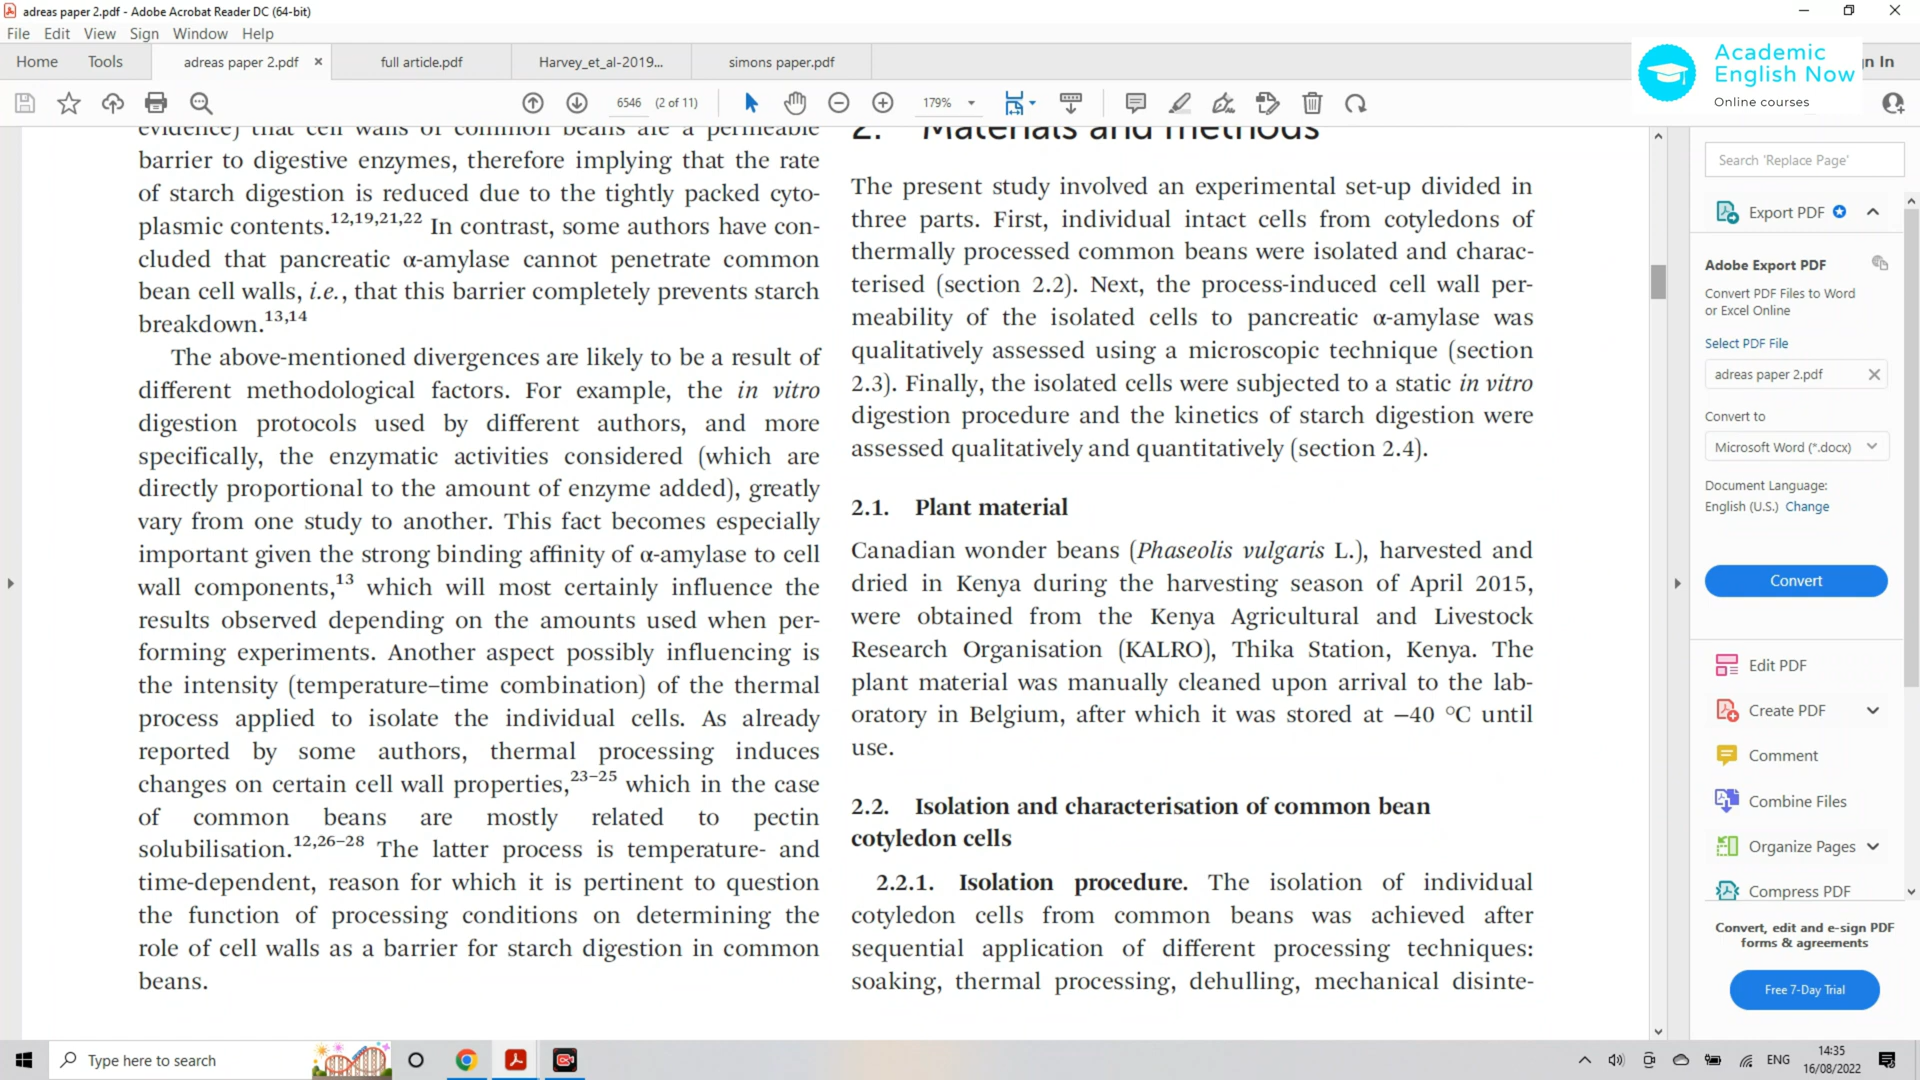 adreas paper 2.pdf - Adobe Acrobat Reader DC (64-bit)
File Edit View Sign Window Help
Home Tools adreas paper 2.pdf × full article.pdf Harvey_et_al-2019... simons paper.pdf
Academic
English Now
Online courses
n In
6546 (2 of 11) 179%
evidence) that cell walls of common beans are a permeable
barrier to digestive enzymes, therefore implying that the rate
of starch digestion is reduced due to the tightly packed cyto-
plasmic contents.12,19,21,22 In contrast, some authors have con-
cluded that pancreatic α-amylase cannot penetrate common
bean cell walls, i.e., that this barrier completely prevents starch
breakdown.13,14
The above-mentioned divergences are likely to be a result of
different methodological factors. For example, the in vitro
digestion protocols used by different authors, and more
specifically, the enzymatic activities considered (which are
directly proportional to the amount of enzyme added), greatly
vary from one study to another. This fact becomes especially
important given the strong binding affinity of α-amylase to cell
wall components,13 which will most certainly influence the
results observed depending on the amounts used when per-
forming experiments. Another aspect possibly influencing is
the intensity (temperature–time combination) of the thermal
process applied to isolate the individual cells. As already
reported by some authors, thermal processing induces
changes on certain cell wall properties,23–25 which in the case
of common beans are mostly related to pectin
solubilisation.12,26–28 The latter process is temperature- and
time-dependent, reason for which it is pertinent to question
the function of processing conditions on determining the
role of cell walls as a barrier for starch digestion in common
beans.
2. Materials and methods
The present study involved an experimental set-up divided in
three parts. First, individual intact cells from cotyledons of
thermally processed common beans were isolated and charac-
terised (section 2.2). Next, the process-induced cell wall per-
meability of the isolated cells to pancreatic α-amylase was
qualitatively assessed using a microscopic technique (section
2.3). Finally, the isolated cells were subjected to a static in vitro
digestion procedure and the kinetics of starch digestion were
assessed qualitatively and quantitatively (section 2.4).
2.1. Plant material
Canadian wonder beans (Phaseolis vulgaris L.), harvested and
dried in Kenya during the harvesting season of April 2015,
were obtained from the Kenya Agricultural and Livestock
Research Organisation (KALRO), Thika Station, Kenya. The
plant material was manually cleaned upon arrival to the lab-
oratory in Belgium, after which it was stored at −40 °C until
use.
2.2. Isolation and characterisation of common bean
cotyledon cells
2.2.1. Isolation procedure. The isolation of individual
cotyledon cells from common beans was achieved after
sequential application of different processing techniques:
soaking, thermal processing, dehulling, mechanical disinte-
Search 'Replace Page'
Export PDF
Adobe Export PDF
Convert PDF Files to Word
or Excel Online
Select PDF File
adreas paper 2.pdf
Convert to
Microsoft Word (*.docx)
Document Language:
English (U.S.) Change
Convert
Edit PDF
Create PDF
Comment
Combine Files
Organize Pages
Compress PDF
Convert, edit and e-sign PDF
forms & agreements
Free 7-Day Trial
Type here to search
ENG
14:35
16/08/2022